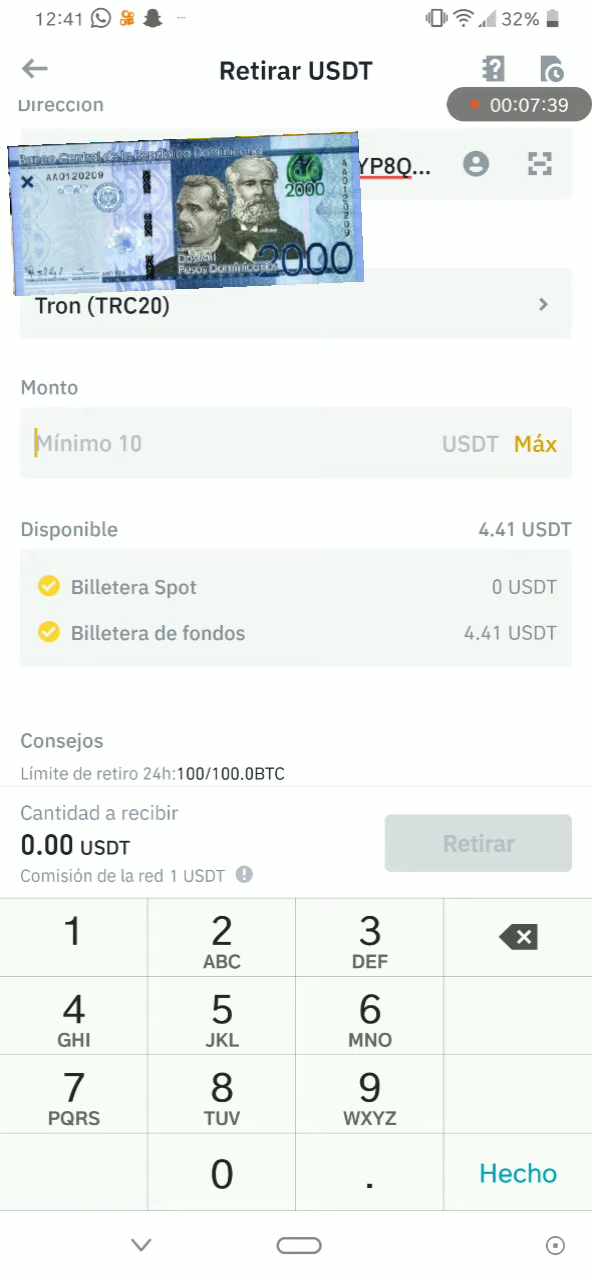 12:41
32%
Retirar USDT
00:07:39
Dirección
YP8Q...
Banco Central de la República Dominicana
AA0120209
2000
AA0120209
Dos Mil
Pesos Dominicanos
2000
Tron (TRC20)
Monto
Mínimo 10 USDT Máx
Disponible 4.41 USDT
Billetera Spot 0 USDT
Billetera de fondos 4.41 USDT
Consejos
Límite de retiro 24h:100/100.0BTC
Cantidad a recibir
0.00 USDT
Retirar
Comisión de la red 1 USDT
1 2 3
ABC DEF
4 5 6
GHI JKL MNO
7 8 9
PQRS TUV WXYZ
0 . Hecho